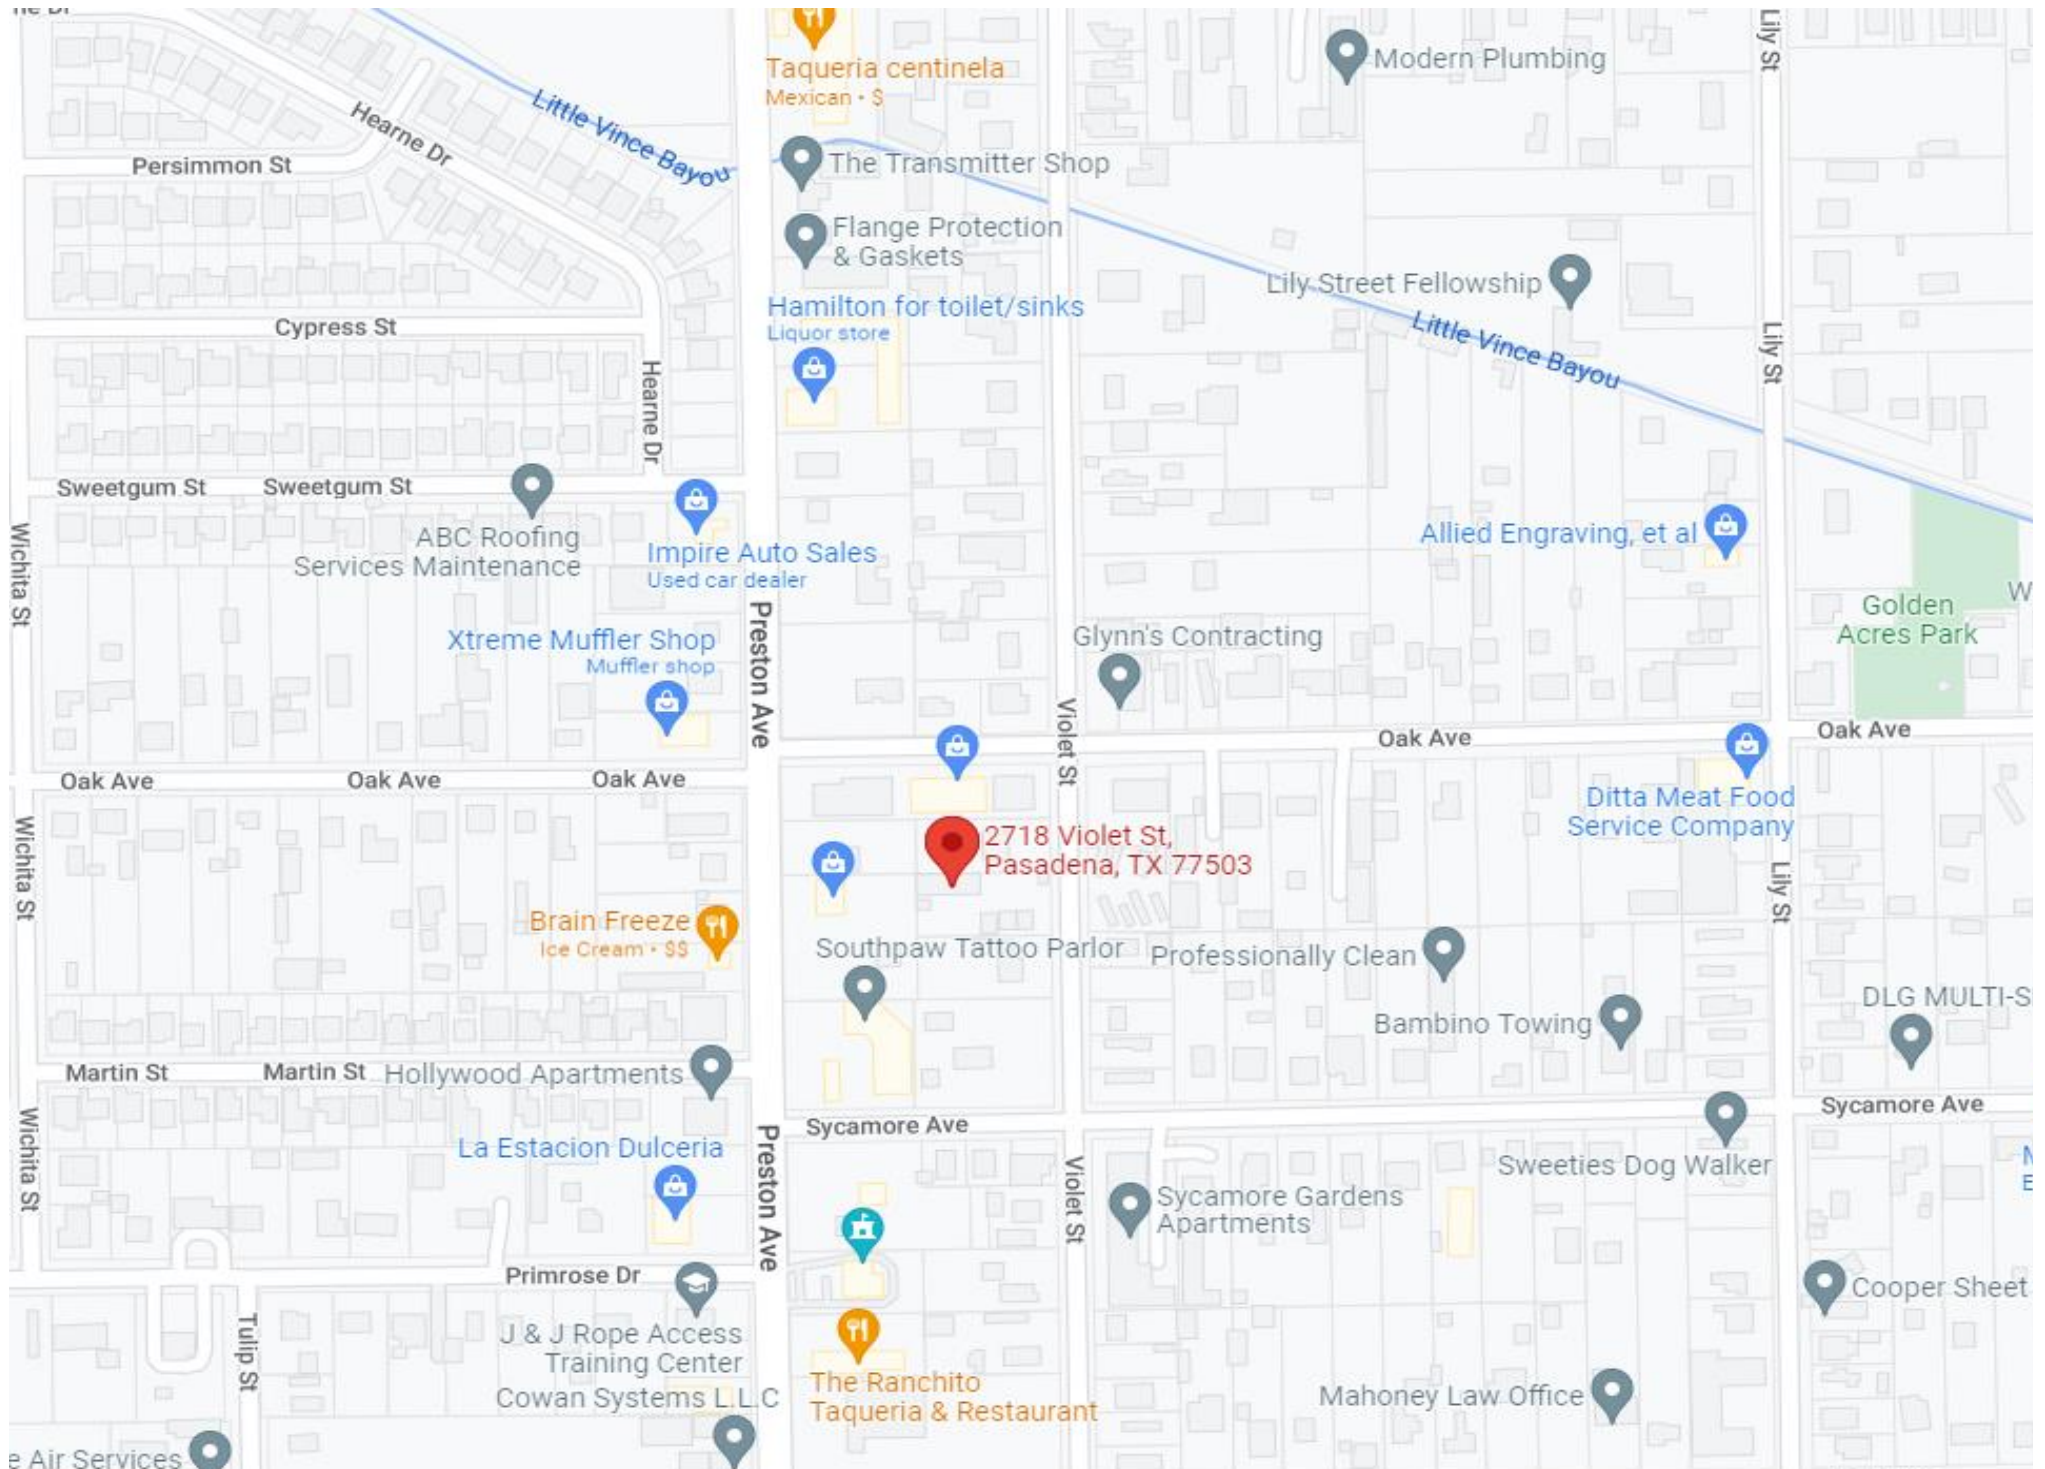 Lily St
Taqueria centinela
Mexican • $
Modern Plumbing
Little Vince Bayou
Hearne Dr
Persimmon St
The Transmitter Shop
Flange Protection
& Gaskets
Lily Street Fellowship
Hamilton for toilet/sinks
Liquor store
Cypress St
Little Vince Bayou
Lily St
Hearne Dr
Sweetgum St
Sweetgum St
ABC Roofing
Services Maintenance
Impire Auto Sales
Used car dealer
Allied Engraving, et al
Wichita St
Golden
Acres Park
W
Xtreme Muffler Shop
Muffler shop
Preston Ave
Glynn's Contracting
Violet St
Oak Ave
Oak Ave
Oak Ave
Oak Ave
Oak Ave
Ditta Meat Food
Service Company
2718 Violet St,
Pasadena, TX 77503
Wichita St
Lily St
Brain Freeze
Ice Cream • $$
Southpaw Tattoo Parlor
Professionally Clean
DLG MULTI-S
Bambino Towing
Martin St
Martin St
Hollywood Apartments
Sycamore Ave
Sycamore Ave
Wichita St
La Estacion Dulceria
Preston Ave
Violet St
Sweeties Dog Walker
Sycamore Gardens
Apartments
Primrose Dr
Cooper Sheet
Tulip St
J & J Rope Access
Training Center
Cowan Systems L.L.C
The Ranchito
Taqueria & Restaurant
Mahoney Law Office
e Air Services